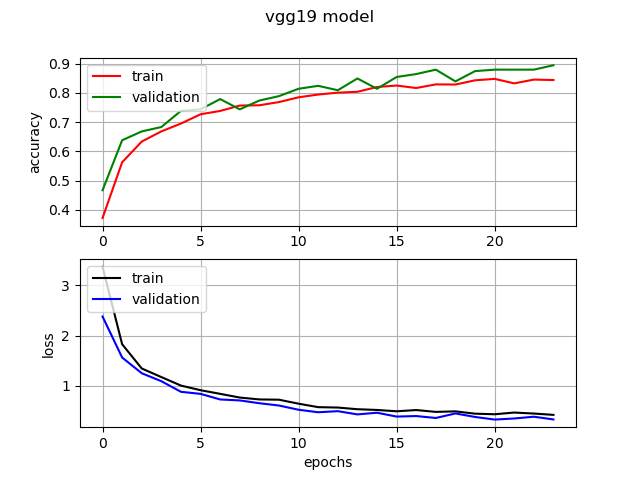 vgg19 model
accuracy
0.9
0.8
0.7
0.6
0.5
0.4
train
validation
0 5 10 15 20
loss
3
2
1
train
validation
0 5 10 15 20
epochs